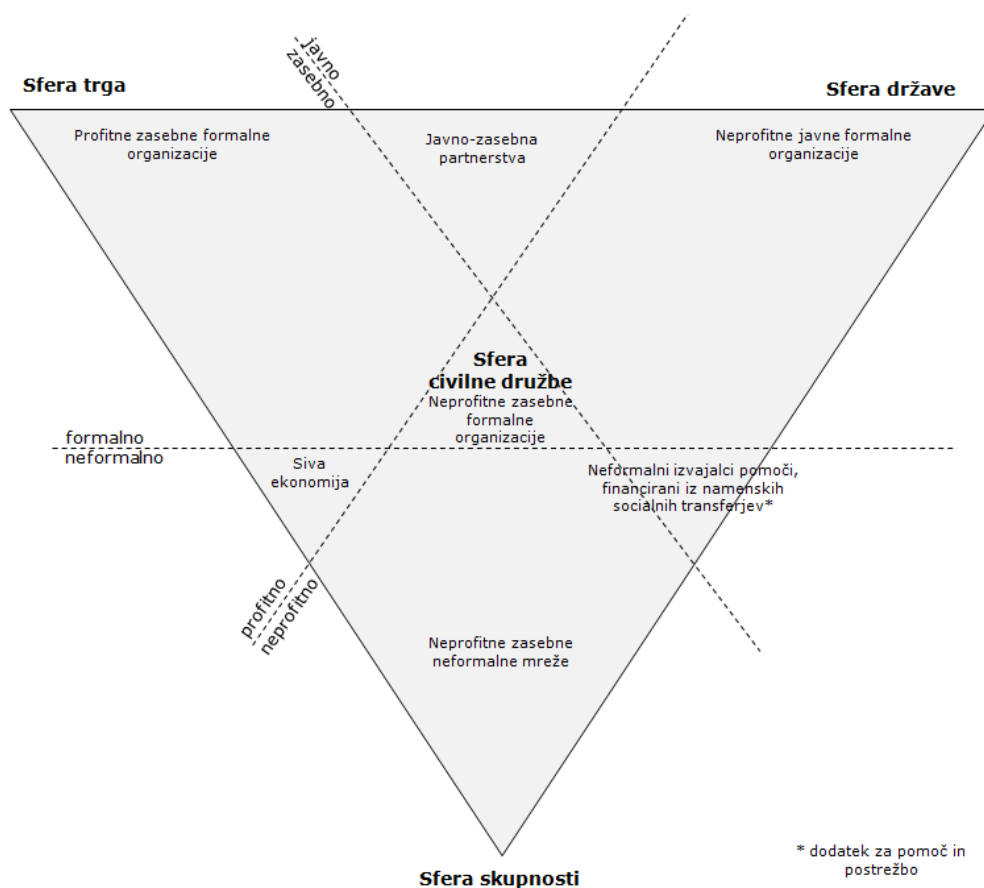 javno
zasebno
Sfera trga
Sfera države
Profitne zasebne formalne
organizacije
Javno-zasebna
partnerstva
Neprofitne javne formalne
organizacije
Sfera
civilne družbe
Neprofitne zasebne
formalne
organizacije
formalno
neformalno
Siva
ekonomija
Neformalni izvajalci pomoči,
financirani iz namenskih
socialnih transferjev*
profitno
neprofitno
Neprofitne zasebne
neformalne mreže
* dodatek za pomoč in
postrežbo
Sfera skupnosti